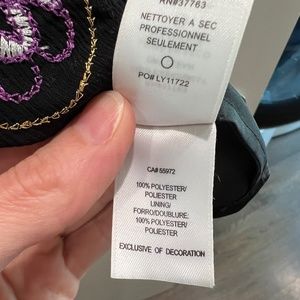 RN#37763
NETTOYER A SEC
PROFESSIONNEL
SEULEMENT
PO# LY11722
CA# 55972
100% POLYESTER/
POLIESTER
LINING/
FORRO/DOUBLURE:
100% POLYESTER/
POLIESTER
EXCLUSIVE OF DECORATION